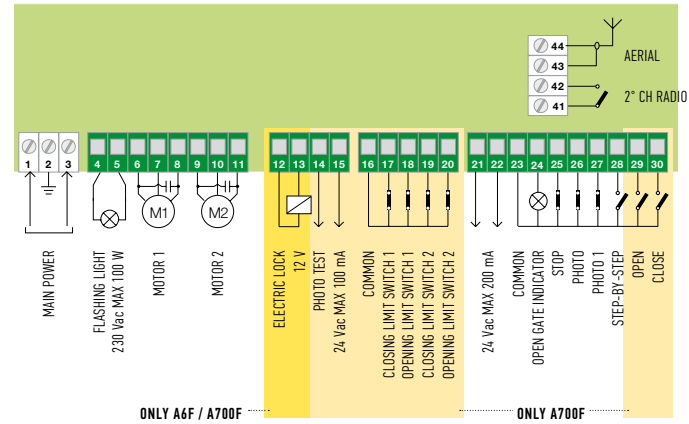 44
43
AERIAL
42
41
2° CH RADIO
1 2 3 4 5 6 7 8 9 10 11 12 13 14 15 16 17 18 19 20 21 22 23 24 25 26 27 28 29 30
M1
M2
MAIN POWER
FLASHING LIGHT
230 Vac MAX 100 W
MOTOR 1
MOTOR 2
ELECTRIC LOCK
12 V
PHOTO TEST
24 Vac MAX 100 mA
COMMON
CLOSING LIMIT SWITCH 1
OPENING LIMIT SWITCH 1
CLOSING LIMIT SWITCH 2
OPENING LIMIT SWITCH 2
24 Vac MAX 200 mA
COMMON
OPEN GATE INDICATOR
STOP
PHOTO
PHOTO 1
STEP-BY-STEP
OPEN
CLOSE
ONLY A6F / A700F
ONLY A700F